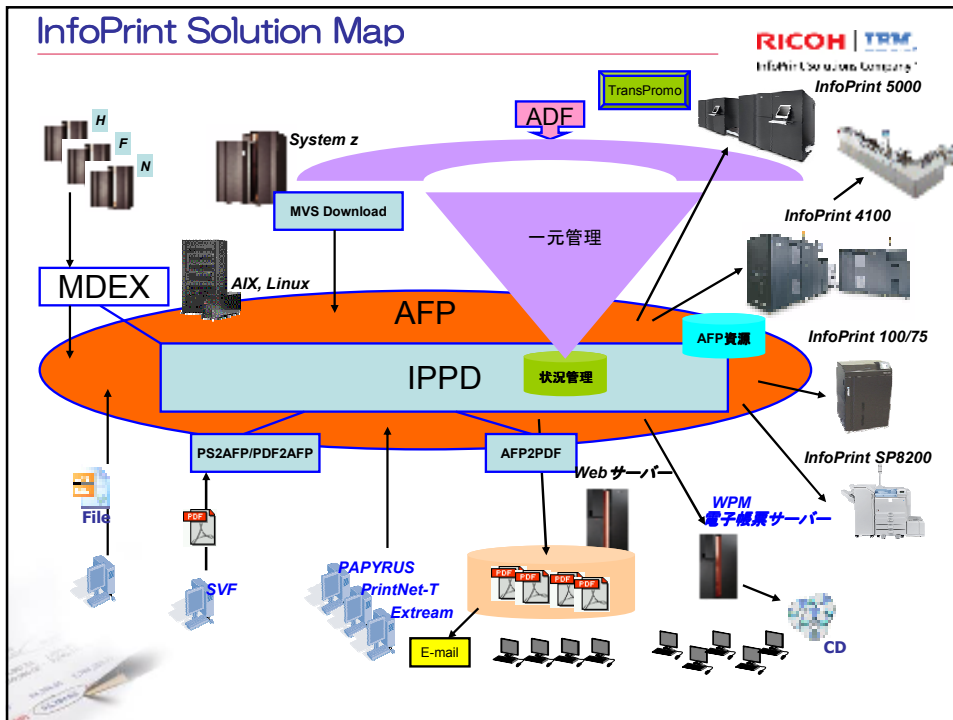 InfoPrint Solution Map
RICOH | IBM
InfoPrint Solutions Company
TransPromo
InfoPrint 5000
ADF
H
F
N
System z
MVS Download
一元管理
InfoPrint 4100
MDEX
AIX, Linux
AFP
AFP資源
InfoPrint 100/75
IPPD
状況管理
PS2AFP/PDF2AFP
AFP2PDF
InfoPrint SP8200
Webサーバー
File
PDF
WPM
電子帳票サーバー
SVF
PAPYRUS
PrintNet-T
Extream
PDF
PDF
PDF
PDF
E-mail
CD